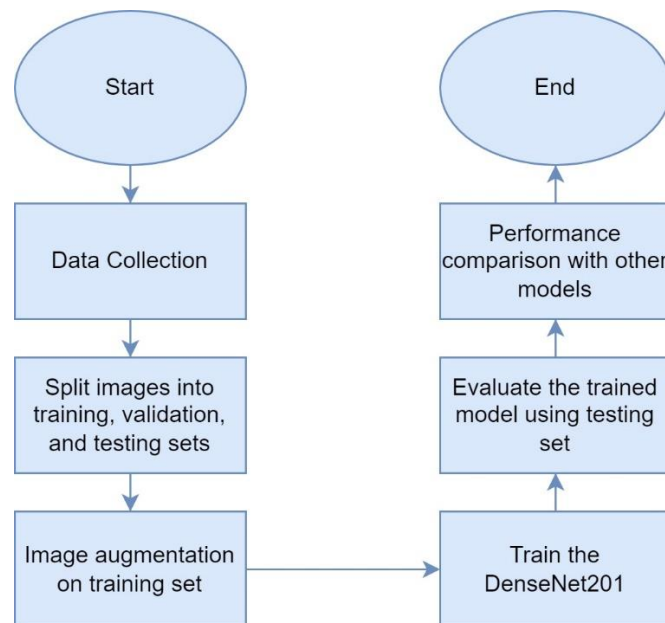 Start
Data Collection
Split images into
training, validation,
and testing sets
Image augmentation
on training set
Train the
DenseNet201
Evaluate the trained
model using testing
set
Performance
comparison with other
models
End